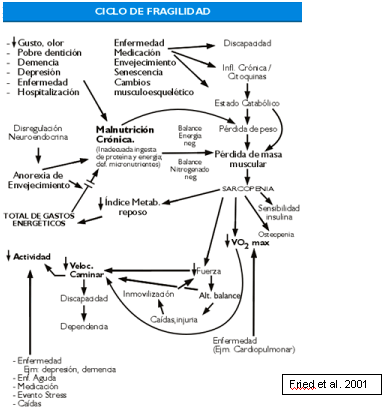 CICLO DE FRAGILIDAD
- Gusto, olor
- Pobre dentición
- Demencia
- Depresión
- Enfermedad
- Hospitalización
Enfermedad
Medicación
Envejecimiento
Senescencia
Cambios
musculoesquelético
Discapacidad
Infl. Crónica /
Citoquinas
Estado Catabólico
Pérdida de peso
Pérdida de masa
muscular
SARCOPENIA
Disregulación
Neuroendocrina
Malnutrición
Crónica.
(Inadecuada ingesta
de proteína y energía;
def. micronutrientes)
Balance
Energia
neg.
Balance
Nitrogenado
Neg.
Anorexia de
Envejecimiento
TOTAL DE GASTOS
ENERGÉTICOS
Índice Metab.
reposo
Sensibilidad
insulina
Osteopenia
VO2 max
Actividad
Veloc.
Caminar
Fuerza
Discapacidad
Dependencia
Inmovilización
Alt. balance
Caídas,injuria
Enfermedad
(Ejm. Cardiopulmonar)
- Enfermedad
Ejm: depresión, demencia
- Enf. Aguda
- Medicación
- Evento Stress
- Caídas
Fried et al. 2001